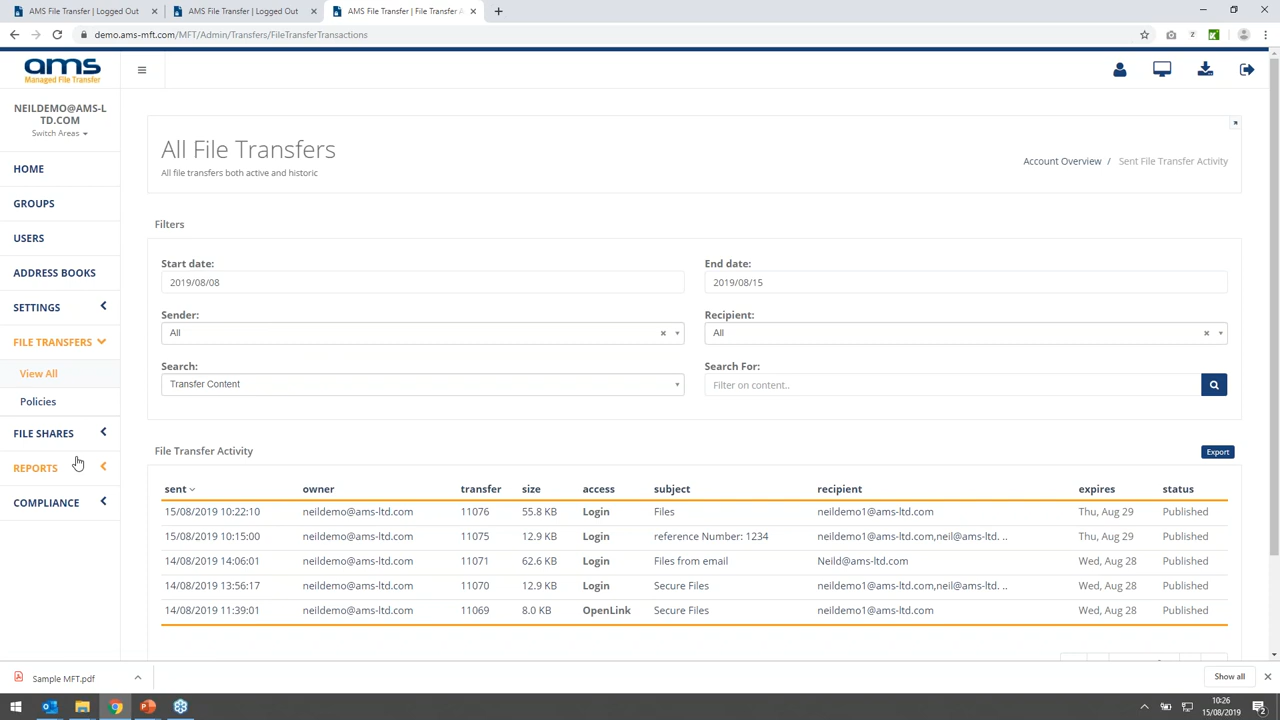 AMS File Transfer | Logged Out
AMS File Transfer | Logged Out
AMS File Transfer | File Transfer A
demo.ams-mft.com/MFT/Admin/Transfers/FileTransferTransactions
ams
Managed File Transfer
NEILDEMO@AMS-L
TD.COM
Switch Areas
HOME
GROUPS
USERS
ADDRESS BOOKS
SETTINGS
FILE TRANSFERS
View All
Policies
FILE SHARES
REPORTS
COMPLIANCE
All File Transfers
All file transfers both active and historic
Account Overview / Sent File Transfer Activity
Filters
Start date: End date:
2019/08/08 2019/08/15
Sender: Recipient:
All × All ×
Search: Search For:
Transfer Content Filter on content..
File Transfer Activity Export
sent owner transfer size access subject recipient expires status
15/08/2019 10:22:10 neildemo@ams-ltd.com 11076 55.8 KB Login Files neildemo1@ams-ltd.com Thu, Aug 29 Published
15/08/2019 10:15:00 neildemo@ams-ltd.com 11075 12.9 KB Login reference Number: 1234 neildemo1@ams-ltd.com,neil@ams-ltd. .. Thu, Aug 29 Published
14/08/2019 14:06:01 neildemo@ams-ltd.com 11071 62.6 KB Login Files from email Neild@ams-ltd.com Wed, Aug 28 Published
14/08/2019 13:56:17 neildemo@ams-ltd.com 11070 12.9 KB Login Secure Files neildemo1@ams-ltd.com,neil@ams-ltd. .. Wed, Aug 28 Published
14/08/2019 11:39:01 neildemo@ams-ltd.com 11069 8.0 KB OpenLink Secure Files neildemo1@ams-ltd.com Wed, Aug 28 Published
Sample MFT.pdf Show all
10:26
15/08/2019
2